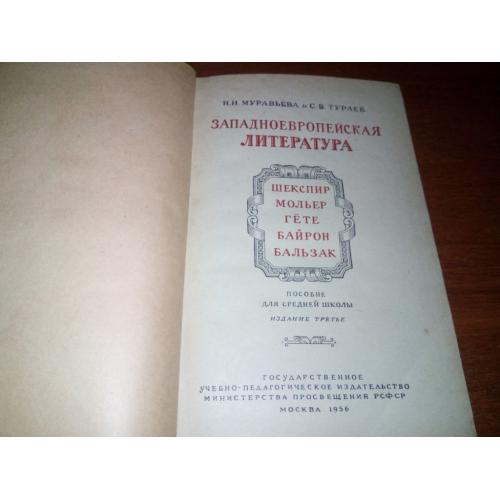 Н.И. МУРАВЬЁВА и С.В. ТУРАЕВ
ЗАПАДНОЕВРОПЕЙСКАЯ
ЛИТЕРАТУРА
ШЕКСПИР
МОЛЬЕР
ГЁТЕ
БАЙРОН
БАЛЬЗАК
ПОСОБИЕ
ДЛЯ СРЕДНЕЙ ШКОЛЫ
ИЗДАНИЕ ТРЕТЬЕ
ГОСУДАРСТВЕННОЕ
УЧЕБНО-ПЕДАГОГИЧЕСКОЕ ИЗДАТЕЛЬСТВО
МИНИСТЕРСТВА ПРОСВЕЩЕНИЯ РСФСР
МОСКВА 1956